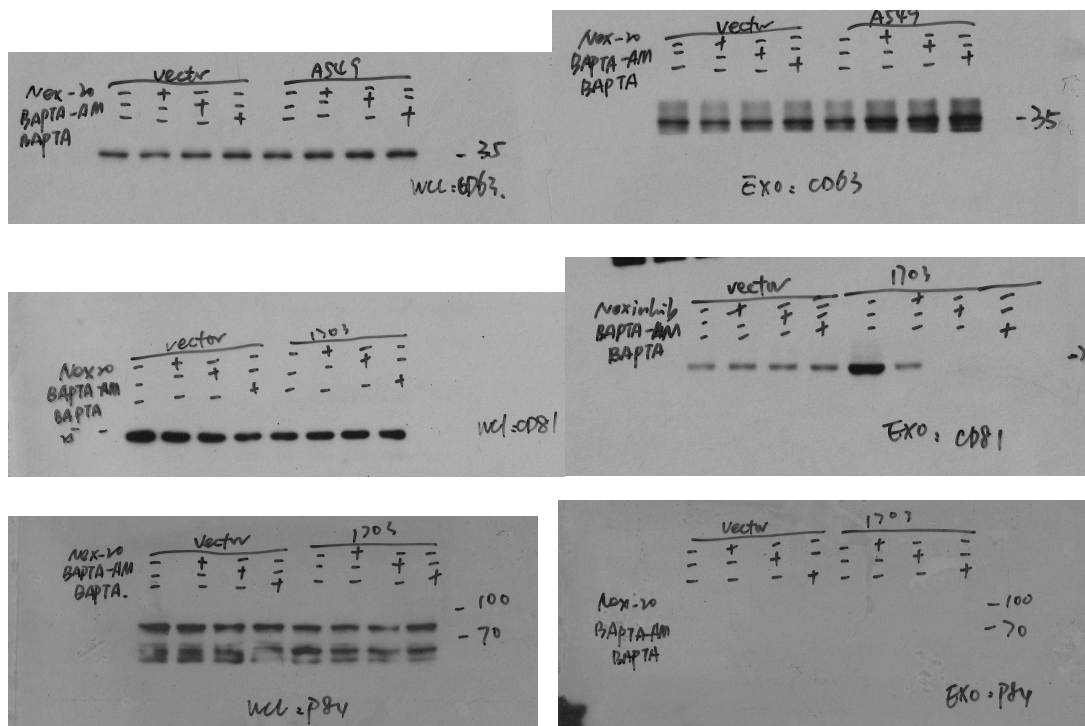 vector A549
Nox-20 - + - - - + - -
BAPTA-AM - - + - - - + -
BAPTA - - - + - - - +
- 35
WCL: CD63.
vector A549
Nox-20 - + - - - + - -
BAPTA-AM - - + - - - + -
BAPTA - - - + - - - +
- 35
EXO: CD63
vector 1703
Nox20 - + - - - + - -
BAPTA-AM - - + - - - + -
BAPTA - - - + - - - +
WCL: CD81
vector 1703
Noxinhib - + - - - + - -
BAPTA-AM - - + - - - + -
BAPTA - - - + - - - +
EXO: CD81
vector 1703
Nox-20 - + - - - + - -
BAPTA-AM - - + - - - + -
BAPTA. - - - + - - - +
- 100
- 70
WCL: P84
vector 1703
Nox-20 - + - - - + - -
BAPTA-AM - - + - - - + -
BAPTA - - - + - - - +
- 100
- 70
EXO: P84